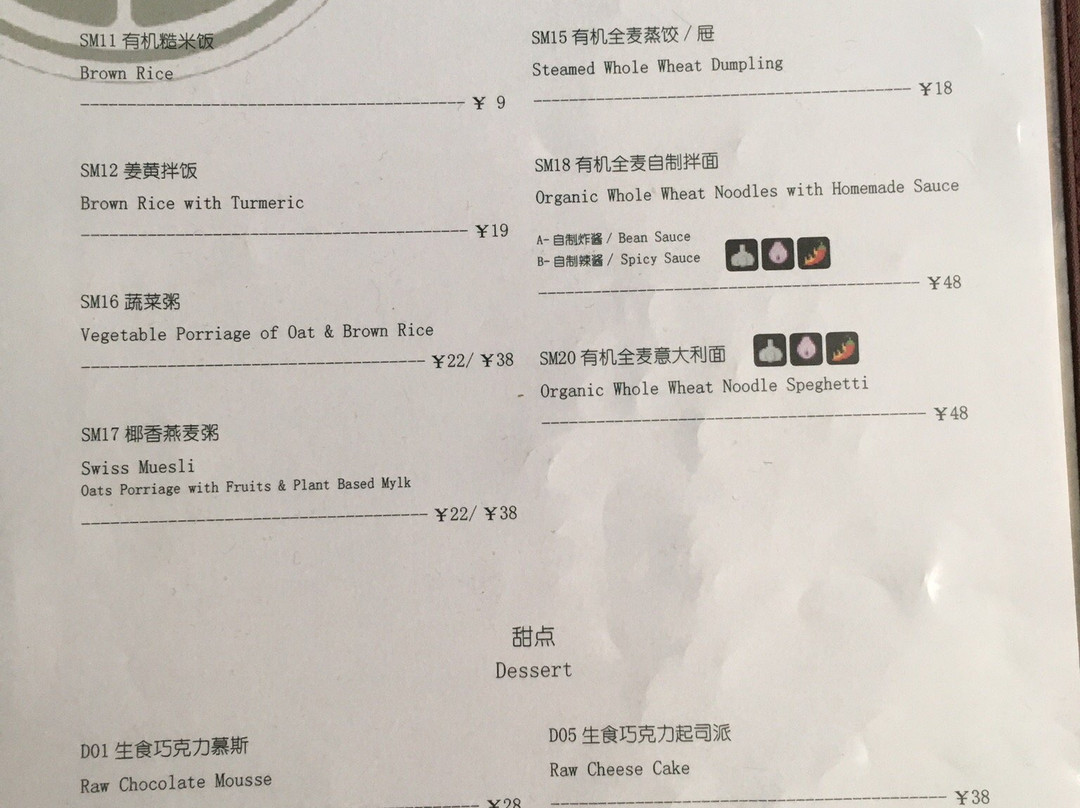 SM11 有机糙米饭
Brown Rice
¥ 9
SM12 姜黄拌饭
Brown Rice with Turmeric
¥19
SM16 蔬菜粥
Vegetable Porriage of Oat & Brown Rice
¥22/ ¥38
SM17 椰香燕麦粥
Swiss Muesli
Oats Porriage with Fruits & Plant Based Mylk
¥22/ ¥38
SM15 有机全麦蒸饺 / 屉
Steamed Whole Wheat Dumpling
¥18
SM18 有机全麦自制拌面
Organic Whole Wheat Noodles with Homemade Sauce
A- 自制炸酱 / Bean Sauce
B- 自制辣酱 / Spicy Sauce
¥48
SM20 有机全麦意大利面
Organic Whole Wheat Noodle Speghetti
¥48
甜点
Dessert
D01 生食巧克力慕斯
Raw Chocolate Mousse
¥28
D05 生食巧克力起司派
Raw Cheese Cake
¥38